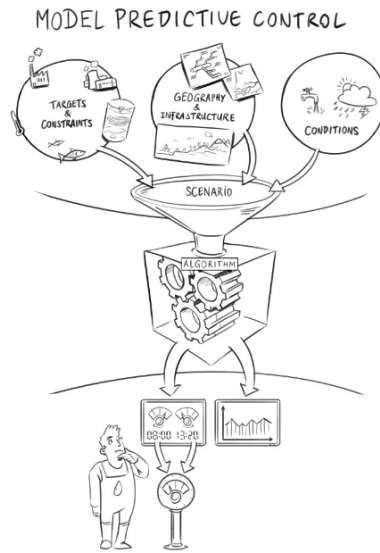 MODEL PREDICTIVE CONTROL
TARGETS
&
CONSTRAINTS
GEOGRAPHY
&
INFRASTRUCTURE
CONDITIONS
SCENARIO
ALGORITHM
08:00 13:20